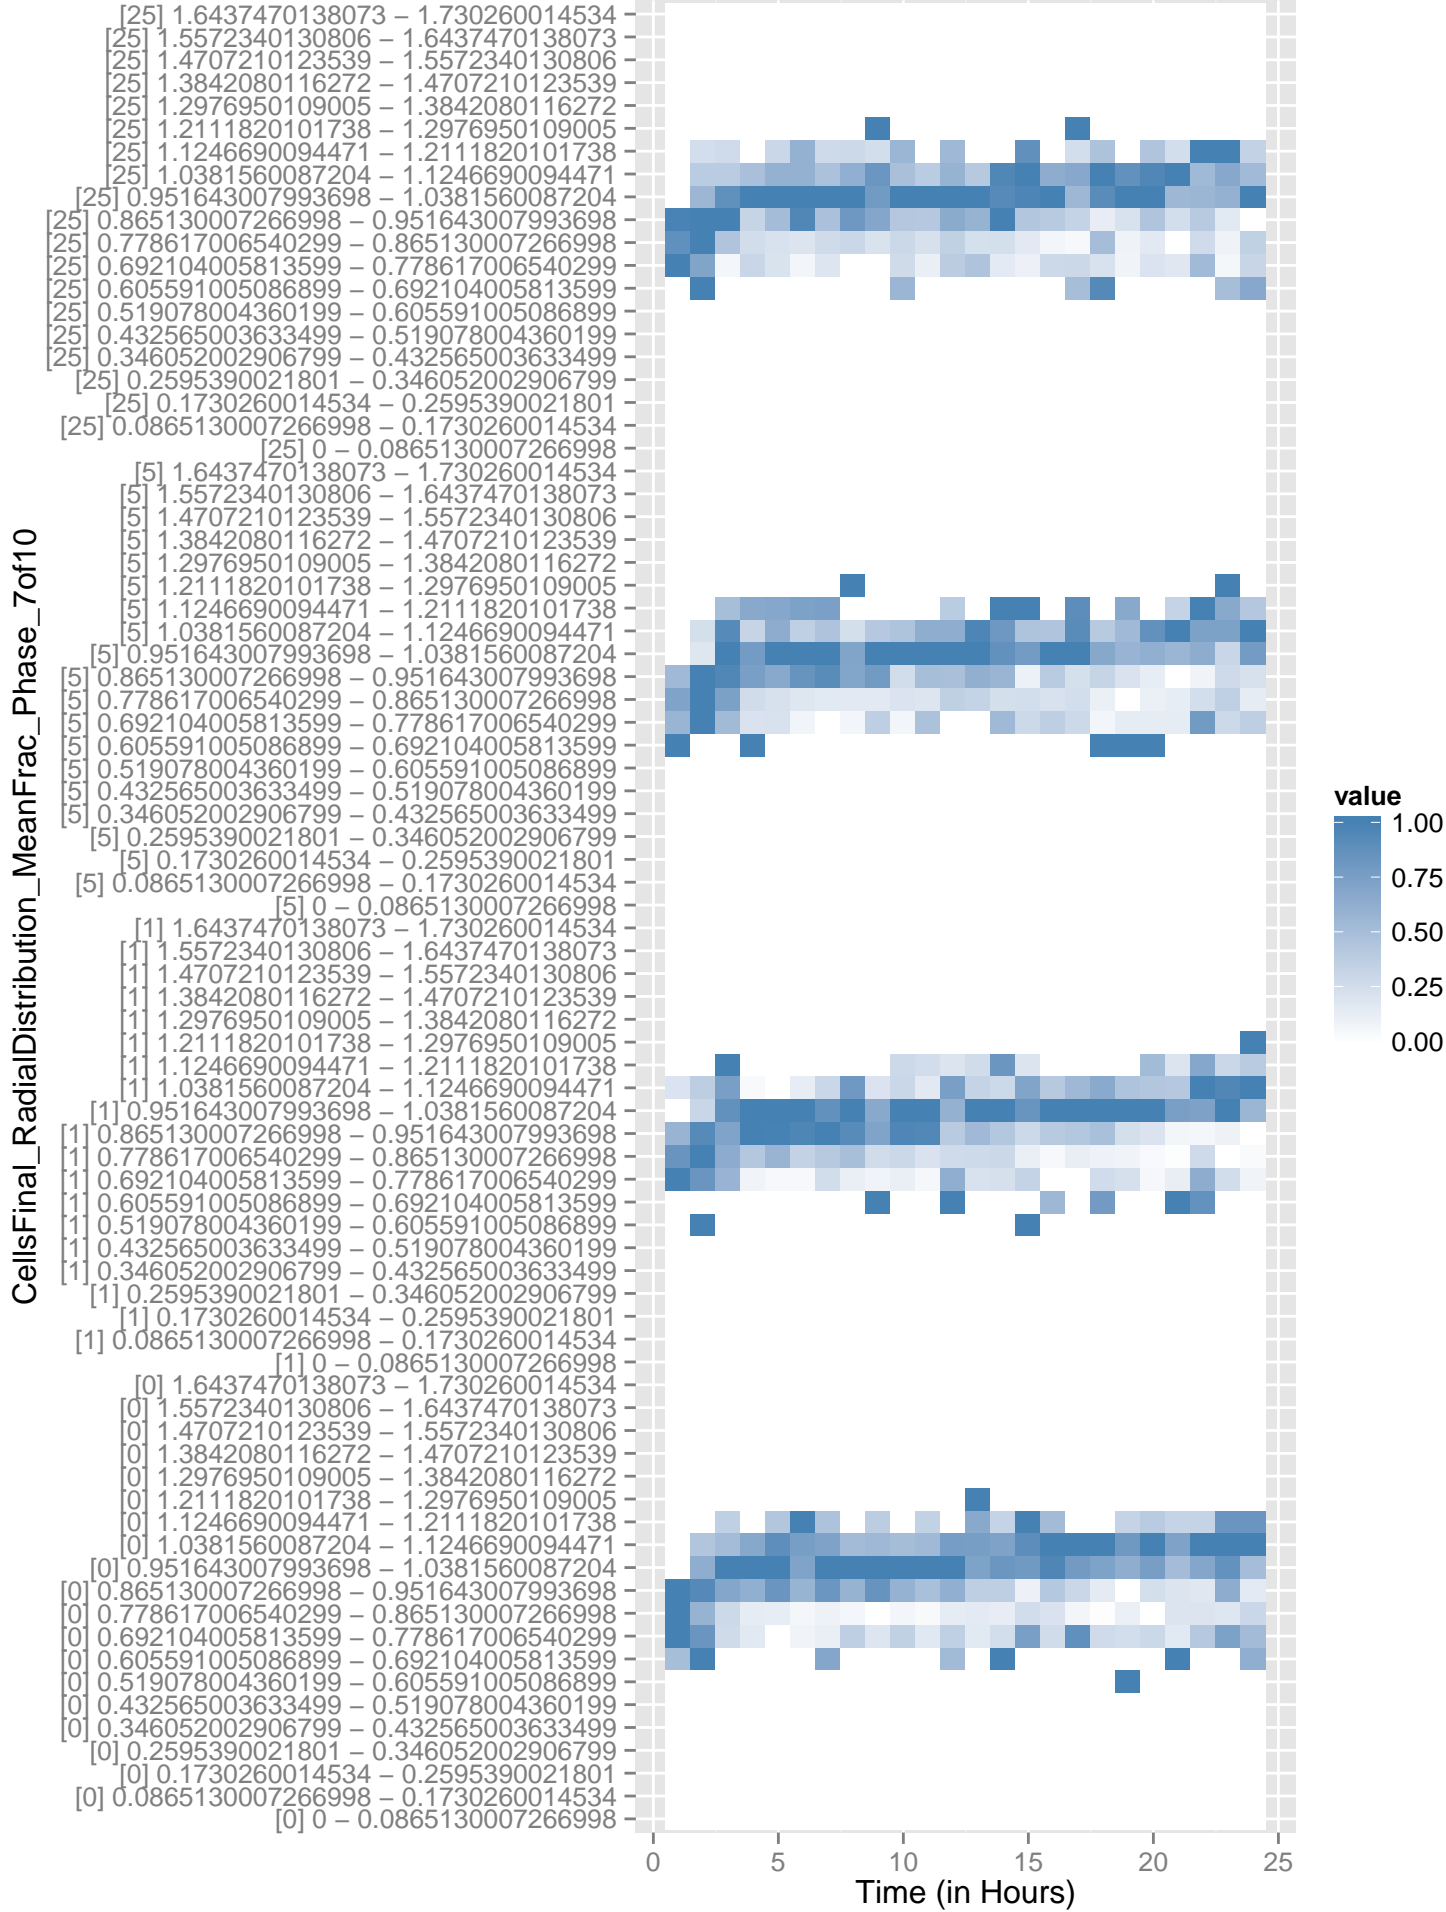 [25] 1.6437470138073 – 1.730260014534
[25] 1.5572340130806 – 1.6437470138073
[25] 1.4707210123539 – 1.5572340130806
[25] 1.3842080116272 – 1.4707210123539
[25] 1.2976950109005 – 1.3842080116272
[25] 1.2111820101738 – 1.2976950109005
[25] 1.1246690094471 – 1.2111820101738
[25] 1.0381560087204 – 1.1246690094471
[25] 0.951643007993698 – 1.0381560087204
[25] 0.865130007266998 – 0.951643007993698
[25] 0.778617006540299 – 0.865130007266998
[25] 0.692104005813599 – 0.778617006540299
[25] 0.605591005086899 – 0.692104005813599
[25] 0.519078004360199 – 0.605591005086899
[25] 0.432565003633499 – 0.519078004360199
[25] 0.346052002906799 – 0.432565003633499
[25] 0.2595390021801 – 0.346052002906799
[25] 0.1730260014534 – 0.2595390021801
[25] 0.0865130007266998 – 0.1730260014534
[25] 0 – 0.0865130007266998
[5] 1.6437470138073 – 1.730260014534
[5] 1.5572340130806 – 1.6437470138073
[5] 1.4707210123539 – 1.5572340130806
[5] 1.3842080116272 – 1.4707210123539
[5] 1.2976950109005 – 1.3842080116272
[5] 1.2111820101738 – 1.2976950109005
[5] 1.1246690094471 – 1.2111820101738
[5] 1.0381560087204 – 1.1246690094471
[5] 0.951643007993698 – 1.0381560087204
[5] 0.865130007266998 – 0.951643007993698
[5] 0.778617006540299 – 0.865130007266998
[5] 0.692104005813599 – 0.778617006540299
[5] 0.605591005086899 – 0.692104005813599
[5] 0.519078004360199 – 0.605591005086899
[5] 0.432565003633499 – 0.519078004360199
[5] 0.346052002906799 – 0.432565003633499
[5] 0.2595390021801 – 0.346052002906799
[5] 0.1730260014534 – 0.2595390021801
[5] 0.0865130007266998 – 0.1730260014534
[5] 0 – 0.0865130007266998
[1] 1.6437470138073 – 1.730260014534
[1] 1.5572340130806 – 1.6437470138073
[1] 1.4707210123539 – 1.5572340130806
[1] 1.3842080116272 – 1.4707210123539
[1] 1.2976950109005 – 1.3842080116272
[1] 1.2111820101738 – 1.2976950109005
[1] 1.1246690094471 – 1.2111820101738
[1] 1.0381560087204 – 1.1246690094471
[1] 0.951643007993698 – 1.0381560087204
[1] 0.865130007266998 – 0.951643007993698
[1] 0.778617006540299 – 0.865130007266998
[1] 0.692104005813599 – 0.778617006540299
[1] 0.605591005086899 – 0.692104005813599
[1] 0.519078004360199 – 0.605591005086899
[1] 0.432565003633499 – 0.519078004360199
[1] 0.346052002906799 – 0.432565003633499
[1] 0.2595390021801 – 0.346052002906799
[1] 0.1730260014534 – 0.2595390021801
[1] 0.0865130007266998 – 0.1730260014534
[1] 0 – 0.0865130007266998
[0] 1.6437470138073 – 1.730260014534
[0] 1.5572340130806 – 1.6437470138073
[0] 1.4707210123539 – 1.5572340130806
[0] 1.3842080116272 – 1.4707210123539
[0] 1.2976950109005 – 1.3842080116272
[0] 1.2111820101738 – 1.2976950109005
[0] 1.1246690094471 – 1.2111820101738
[0] 1.0381560087204 – 1.1246690094471
[0] 0.951643007993698 – 1.0381560087204
[0] 0.865130007266998 – 0.951643007993698
[0] 0.778617006540299 – 0.865130007266998
[0] 0.692104005813599 – 0.778617006540299
[0] 0.605591005086899 – 0.692104005813599
[0] 0.519078004360199 – 0.605591005086899
[0] 0.432565003633499 – 0.519078004360199
[0] 0.346052002906799 – 0.432565003633499
[0] 0.2595390021801 – 0.346052002906799
[0] 0.1730260014534 – 0.2595390021801
[0] 0.0865130007266998 – 0.1730260014534
[0] 0 – 0.0865130007266998
CellsFinal_RadialDistribution_MeanFrac_Phase_7of10
0 5 10 15 20 25
Time (in Hours)
value
1.00
0.75
0.50
0.25
0.00